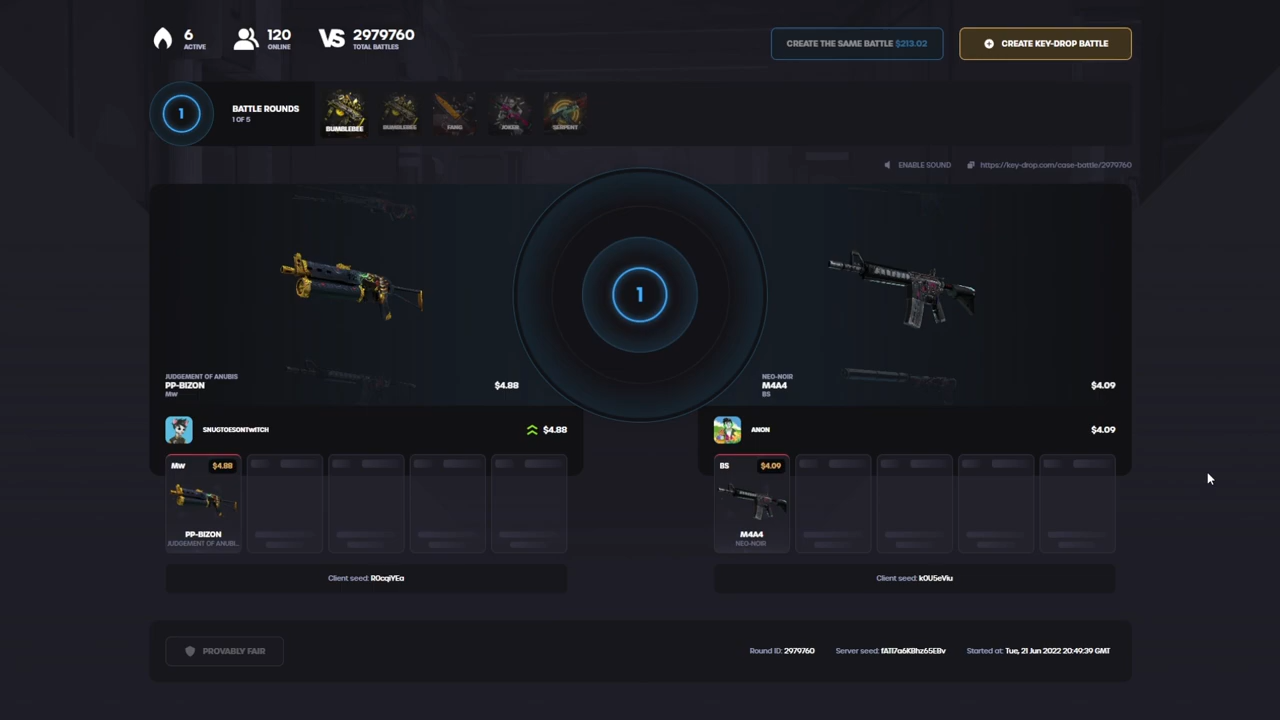 6
ACTIVE
120
ONLINE
VS
2979760
TOTAL BATTLES
CREATE THE SAME BATTLE $213.02
CREATE KEY-DROP BATTLE
1
BATTLE ROUNDS
1 OF 5
BUMBLEBEE
BUMBLEBEE
FANG
JOKER
SERPENT
ENABLE SOUND
https://key-drop.com/case-battle/2979760
1
JUDGEMENT OF ANUBIS
PP-BIZON
MW
$4.88
NEO-NOIR
M4A4
BS
$4.09
SNUGTOESONTWITCH
$4.88
ANON
$4.09
MW
$4.88
PP-BIZON
JUDGEMENT OF ANUBI...
BS
$4.09
M4A4
NEO-NOIR
Client seed: R0cqiYEa
Client seed: k0U5eViu
PROVABLY FAIR
Round ID: 2979760
Started at: Tue, 21 Jun 2022 20:49:39 GMT
Server seed: